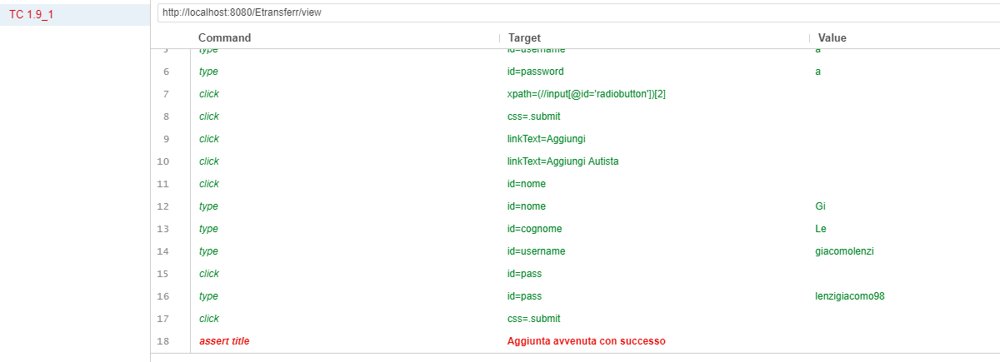 TC 1.9_1
http://localhost:8080/Etransferr/view
Command Target Value
5 type id=username a
6 type id=password a
7 click xpath=(//input[@id='radiobutton'])[2]
8 click css=.submit
9 click linkText=Aggiungi
10 click linkText=Aggiungi Autista
11 click id=nome
12 type id=nome Gi
13 type id=cognome Le
14 type id=username giacomolenzi
15 click id=pass
16 type id=pass lenzigiacomo98
17 click css=.submit
18 assert title Aggiunta avvenuta con successo